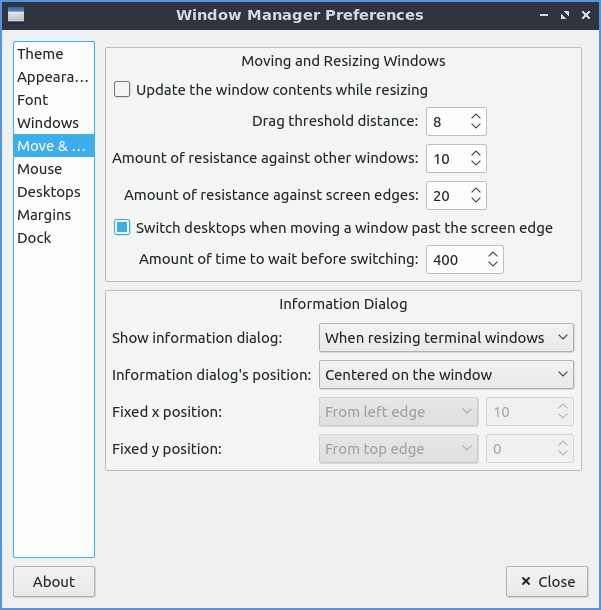 Window Manager Preferences
Theme
Appeara...
Font
Windows
Move & ...
Mouse
Desktops
Margins
Dock
Moving and Resizing Windows
Update the window contents while resizing
Drag threshold distance: 8
Amount of resistance against other windows: 10
Amount of resistance against screen edges: 20
Switch desktops when moving a window past the screen edge
Amount of time to wait before switching: 400
Information Dialog
Show information dialog: When resizing terminal windows
Information dialog's position: Centered on the window
Fixed x position: From left edge 10
Fixed y position: From top edge 0
About
Close